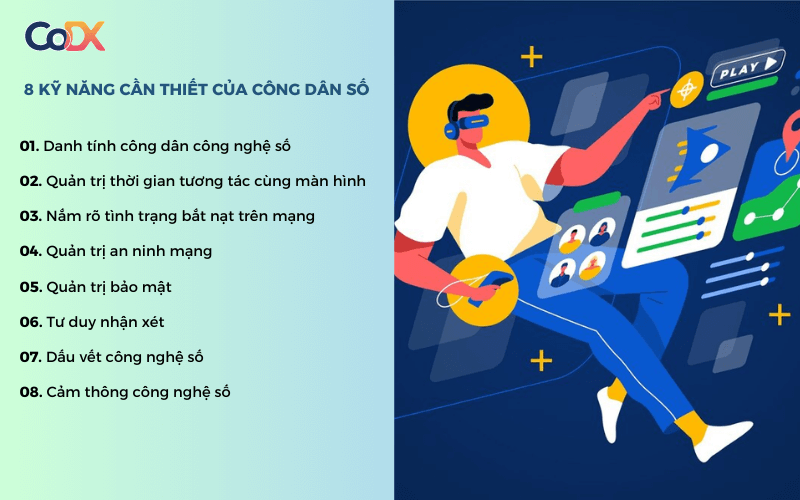 CoDX
8 KỸ NĂNG CẦN THIẾT CỦA CÔNG DÂN SỐ
01. Danh tính công dân công nghệ số
02. Quản trị thời gian tương tác cùng màn hình
03. Nắm rõ tình trạng bắt nạt trên mạng
04. Quản trị an ninh mạng
05. Quản trị bảo mật
06. Tư duy nhận xét
07. Dấu vết công nghệ số
08. Cảm thông công nghệ số
PLAY